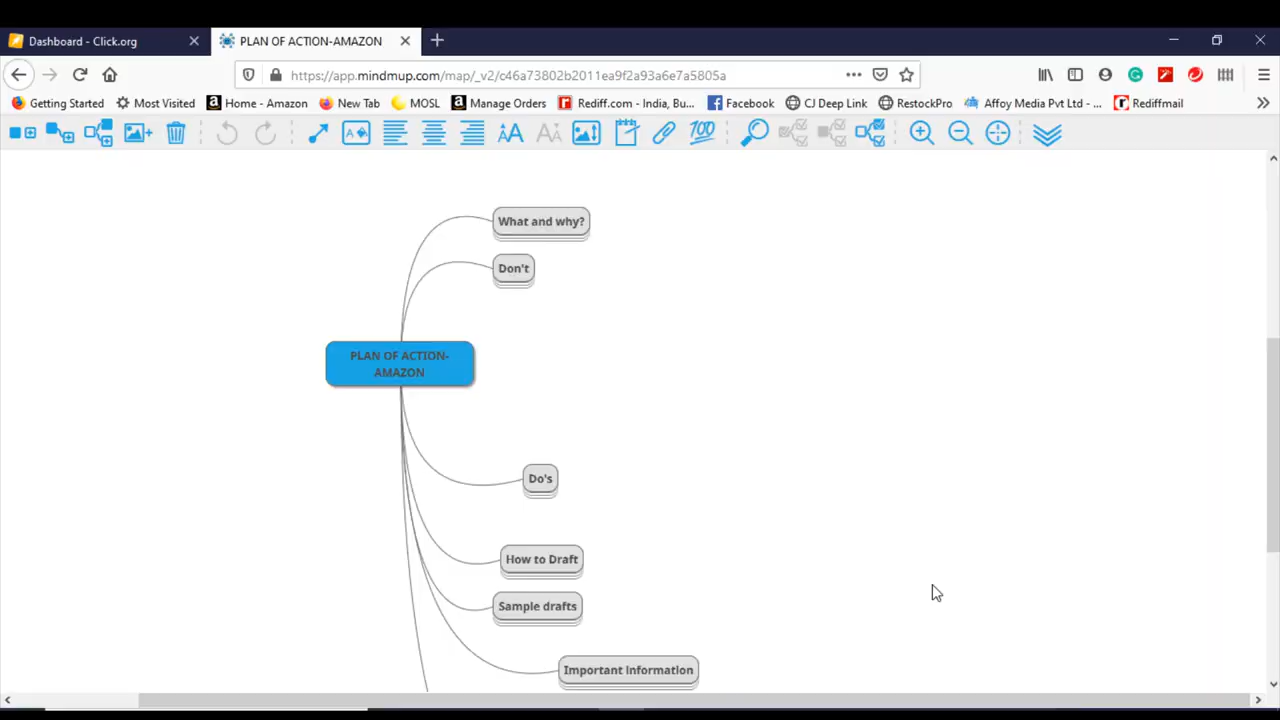 Dashboard - Click.org
PLAN OF ACTION-AMAZON
https://app.mindmup.com/map/_v2/c46a73802b2011ea9f2a93a6e7a5805a
Getting Started
Most Visited
Home - Amazon
New Tab
MOSL
Manage Orders
Rediff.com - India, Bu...
Facebook
CJ Deep Link
RestockPro
Affoy Media Pvt Ltd - ...
Rediffmail
What and why?
Don't
PLAN OF ACTION-
AMAZON
Do's
How to Draft
Sample drafts
Important Information